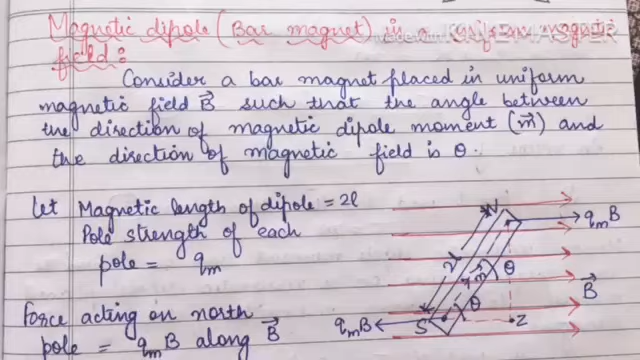 Magnetic dipole (Bar magnet) in a
field:
Consider a bar magnet placed in uniform
magnetic field B⃗ such that the angle between
the direction of magnetic dipole moment (m⃗) and
the direction of magnetic field is θ.
Let Magnetic length of dipole = 2l
Pole strength of each
pole = qₘ
Force acting on north
pole = qₘB along B⃗
N
qₘB
2l
m⃗
θ
θ
B⃗
qₘB
S
Z